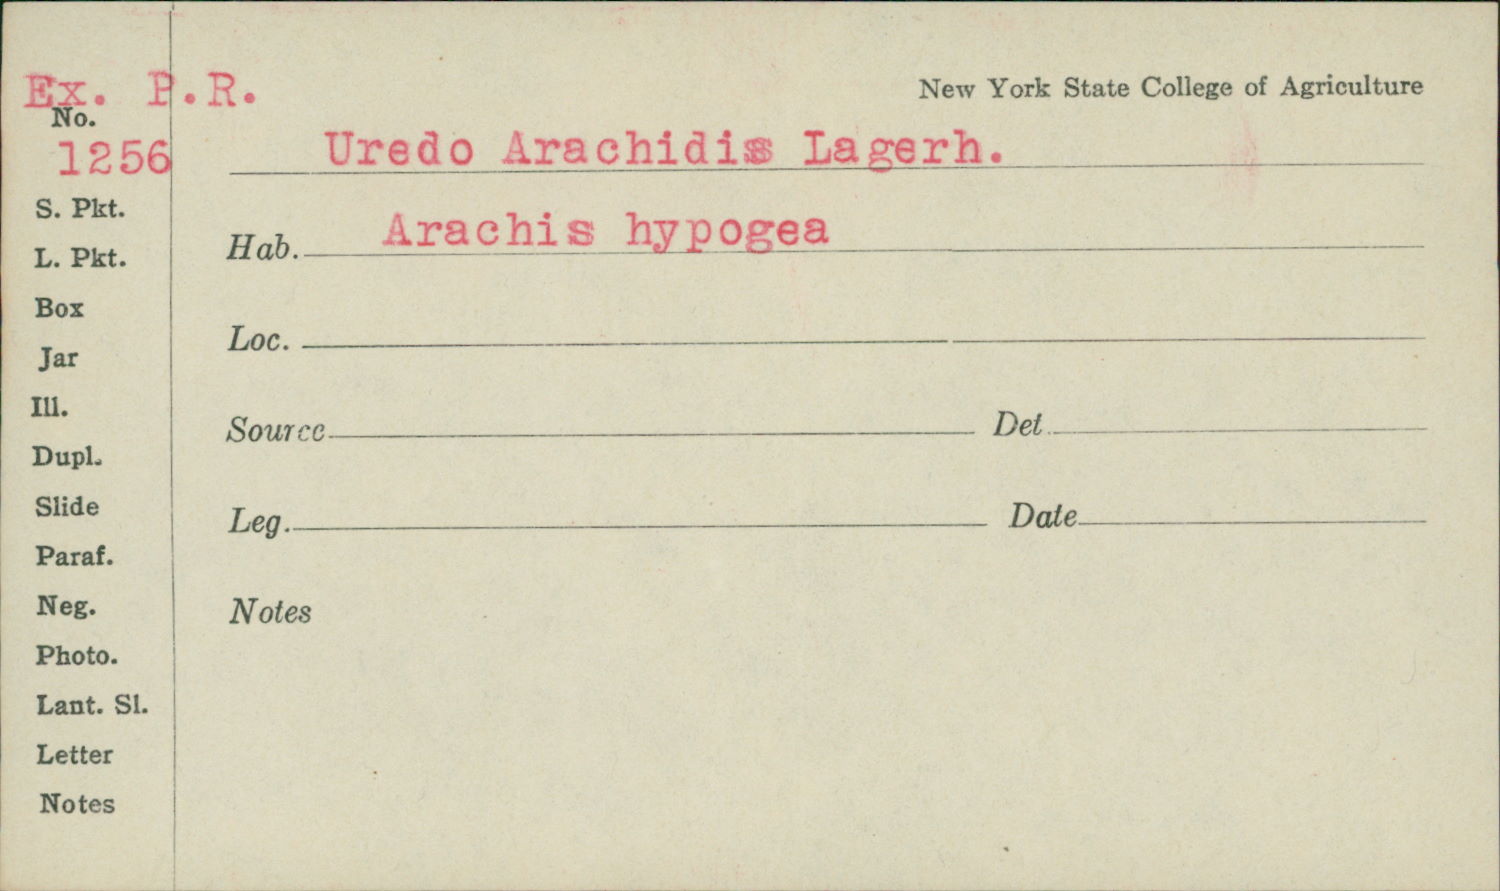 Ex. P.R.
New York State College of Agriculture
No.
1256
Uredo Arachidis Lagerh.
S. Pkt.
Hab. Arachis hypogea
L. Pkt.
Box
Loc.
Jar
Ill.
Source Det.
Dupl.
Slide
Leg. Date
Paraf.
Neg.
Notes
Photo.
Lant. Sl.
Letter
Notes